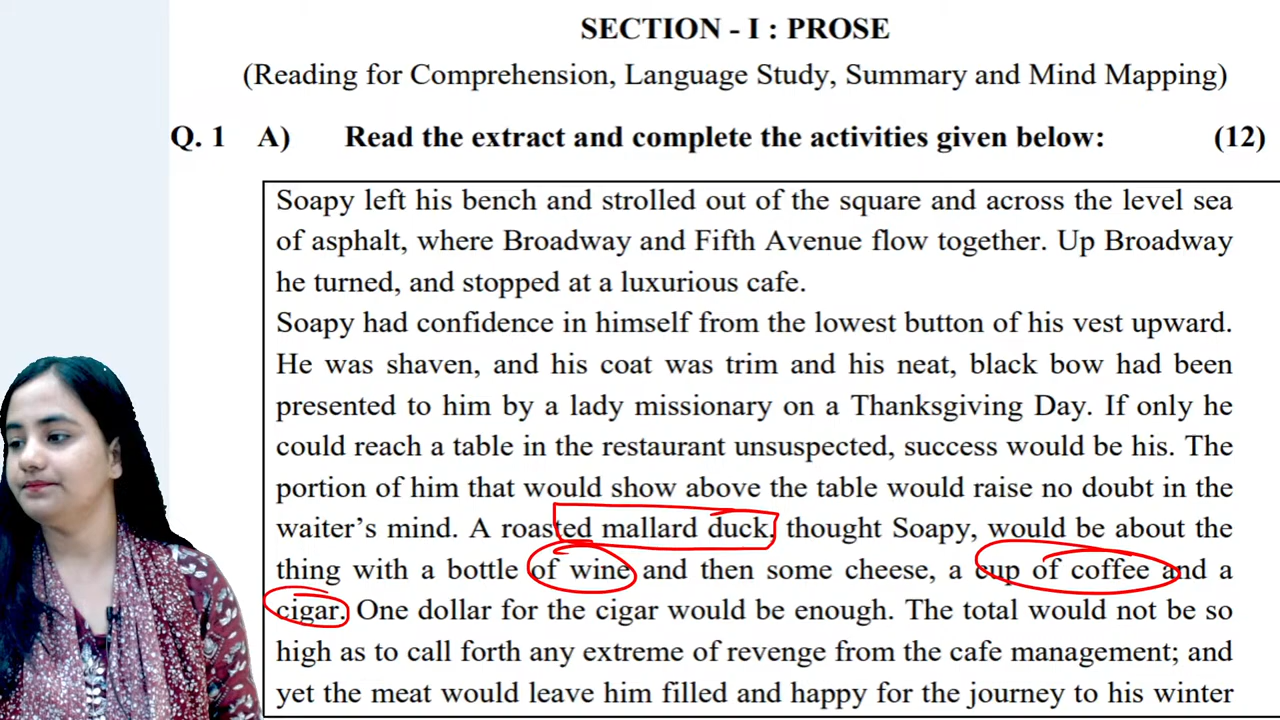 SECTION - I : PROSE
(Reading for Comprehension, Language Study, Summary and Mind Mapping)
Q. 1 A) Read the extract and complete the activities given below: (12)
Soapy left his bench and strolled out of the square and across the level sea
of asphalt, where Broadway and Fifth Avenue flow together. Up Broadway
he turned, and stopped at a luxurious cafe.
Soapy had confidence in himself from the lowest button of his vest upward.
He was shaven, and his coat was trim and his neat, black bow had been
presented to him by a lady missionary on a Thanksgiving Day. If only he
could reach a table in the restaurant unsuspected, success would be his. The
portion of him that would show above the table would raise no doubt in the
waiter's mind. A roasted mallard duck, thought Soapy, would be about the
thing with a bottle of wine and then some cheese, a cup of coffee and a
cigar. One dollar for the cigar would be enough. The total would not be so
high as to call forth any extreme of revenge from the cafe management; and
yet the meat would leave him filled and happy for the journey to his winter